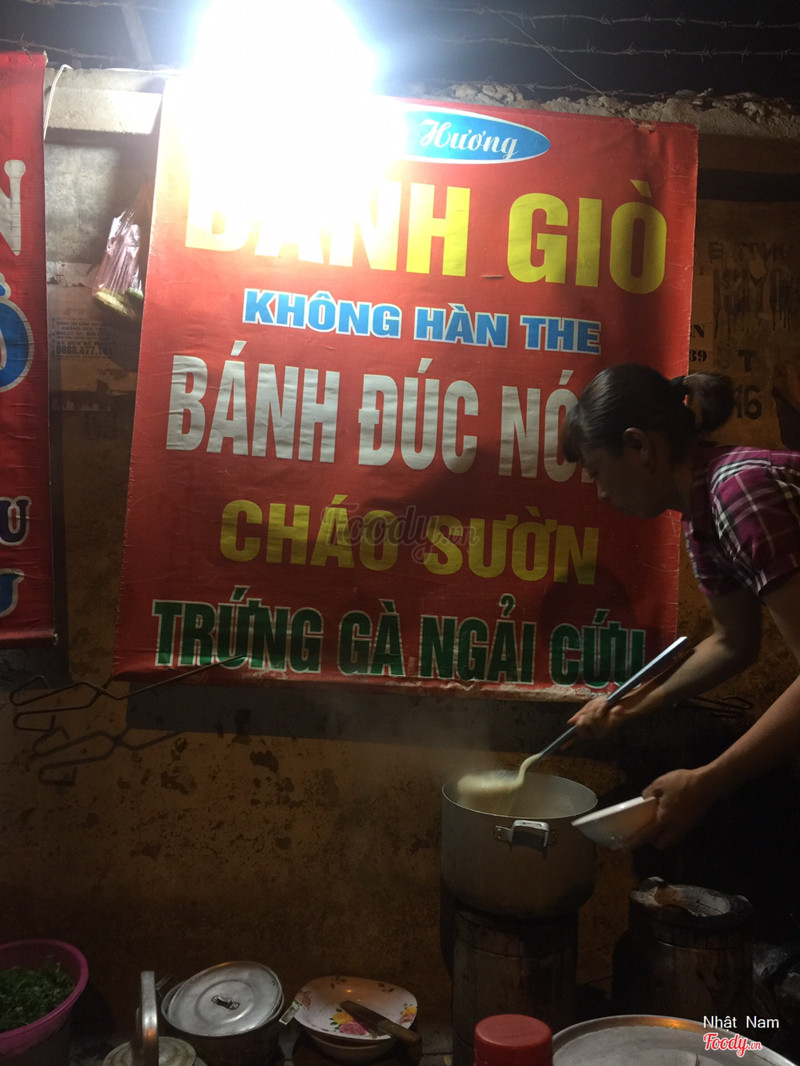 Hương
BÁNH GIÒ
KHÔNG HÀN THE
BÁNH ĐÚC NÓNG
CHÁO SƯỜN
TRỨNG GÀ NGẢI CỨU
Foody.vn
Nhật Nam
Foody.vn